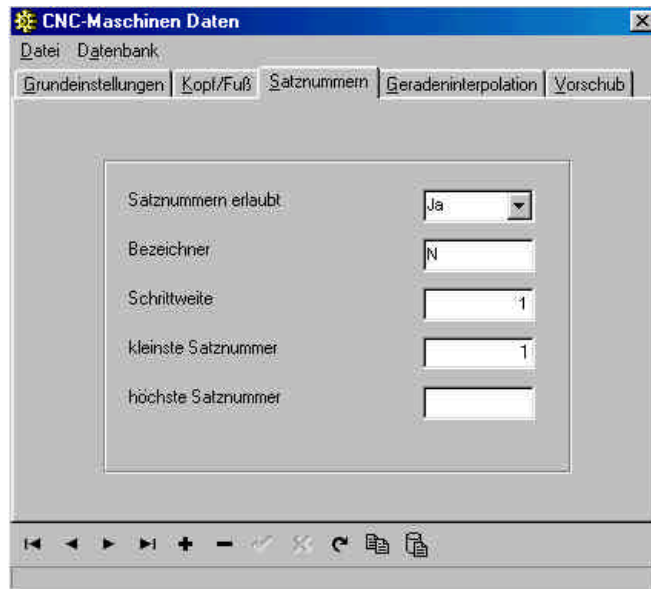 CNC-Maschinen Daten
Datei Datenbank
Grundeinstellungen Kopf/Fuß Satznummern Geradeninterpolation Vorschub
Satznummern erlaubt Ja
Bezeichner N
Schrittweite 1
kleinste Satznummer 1
höchste Satznummer